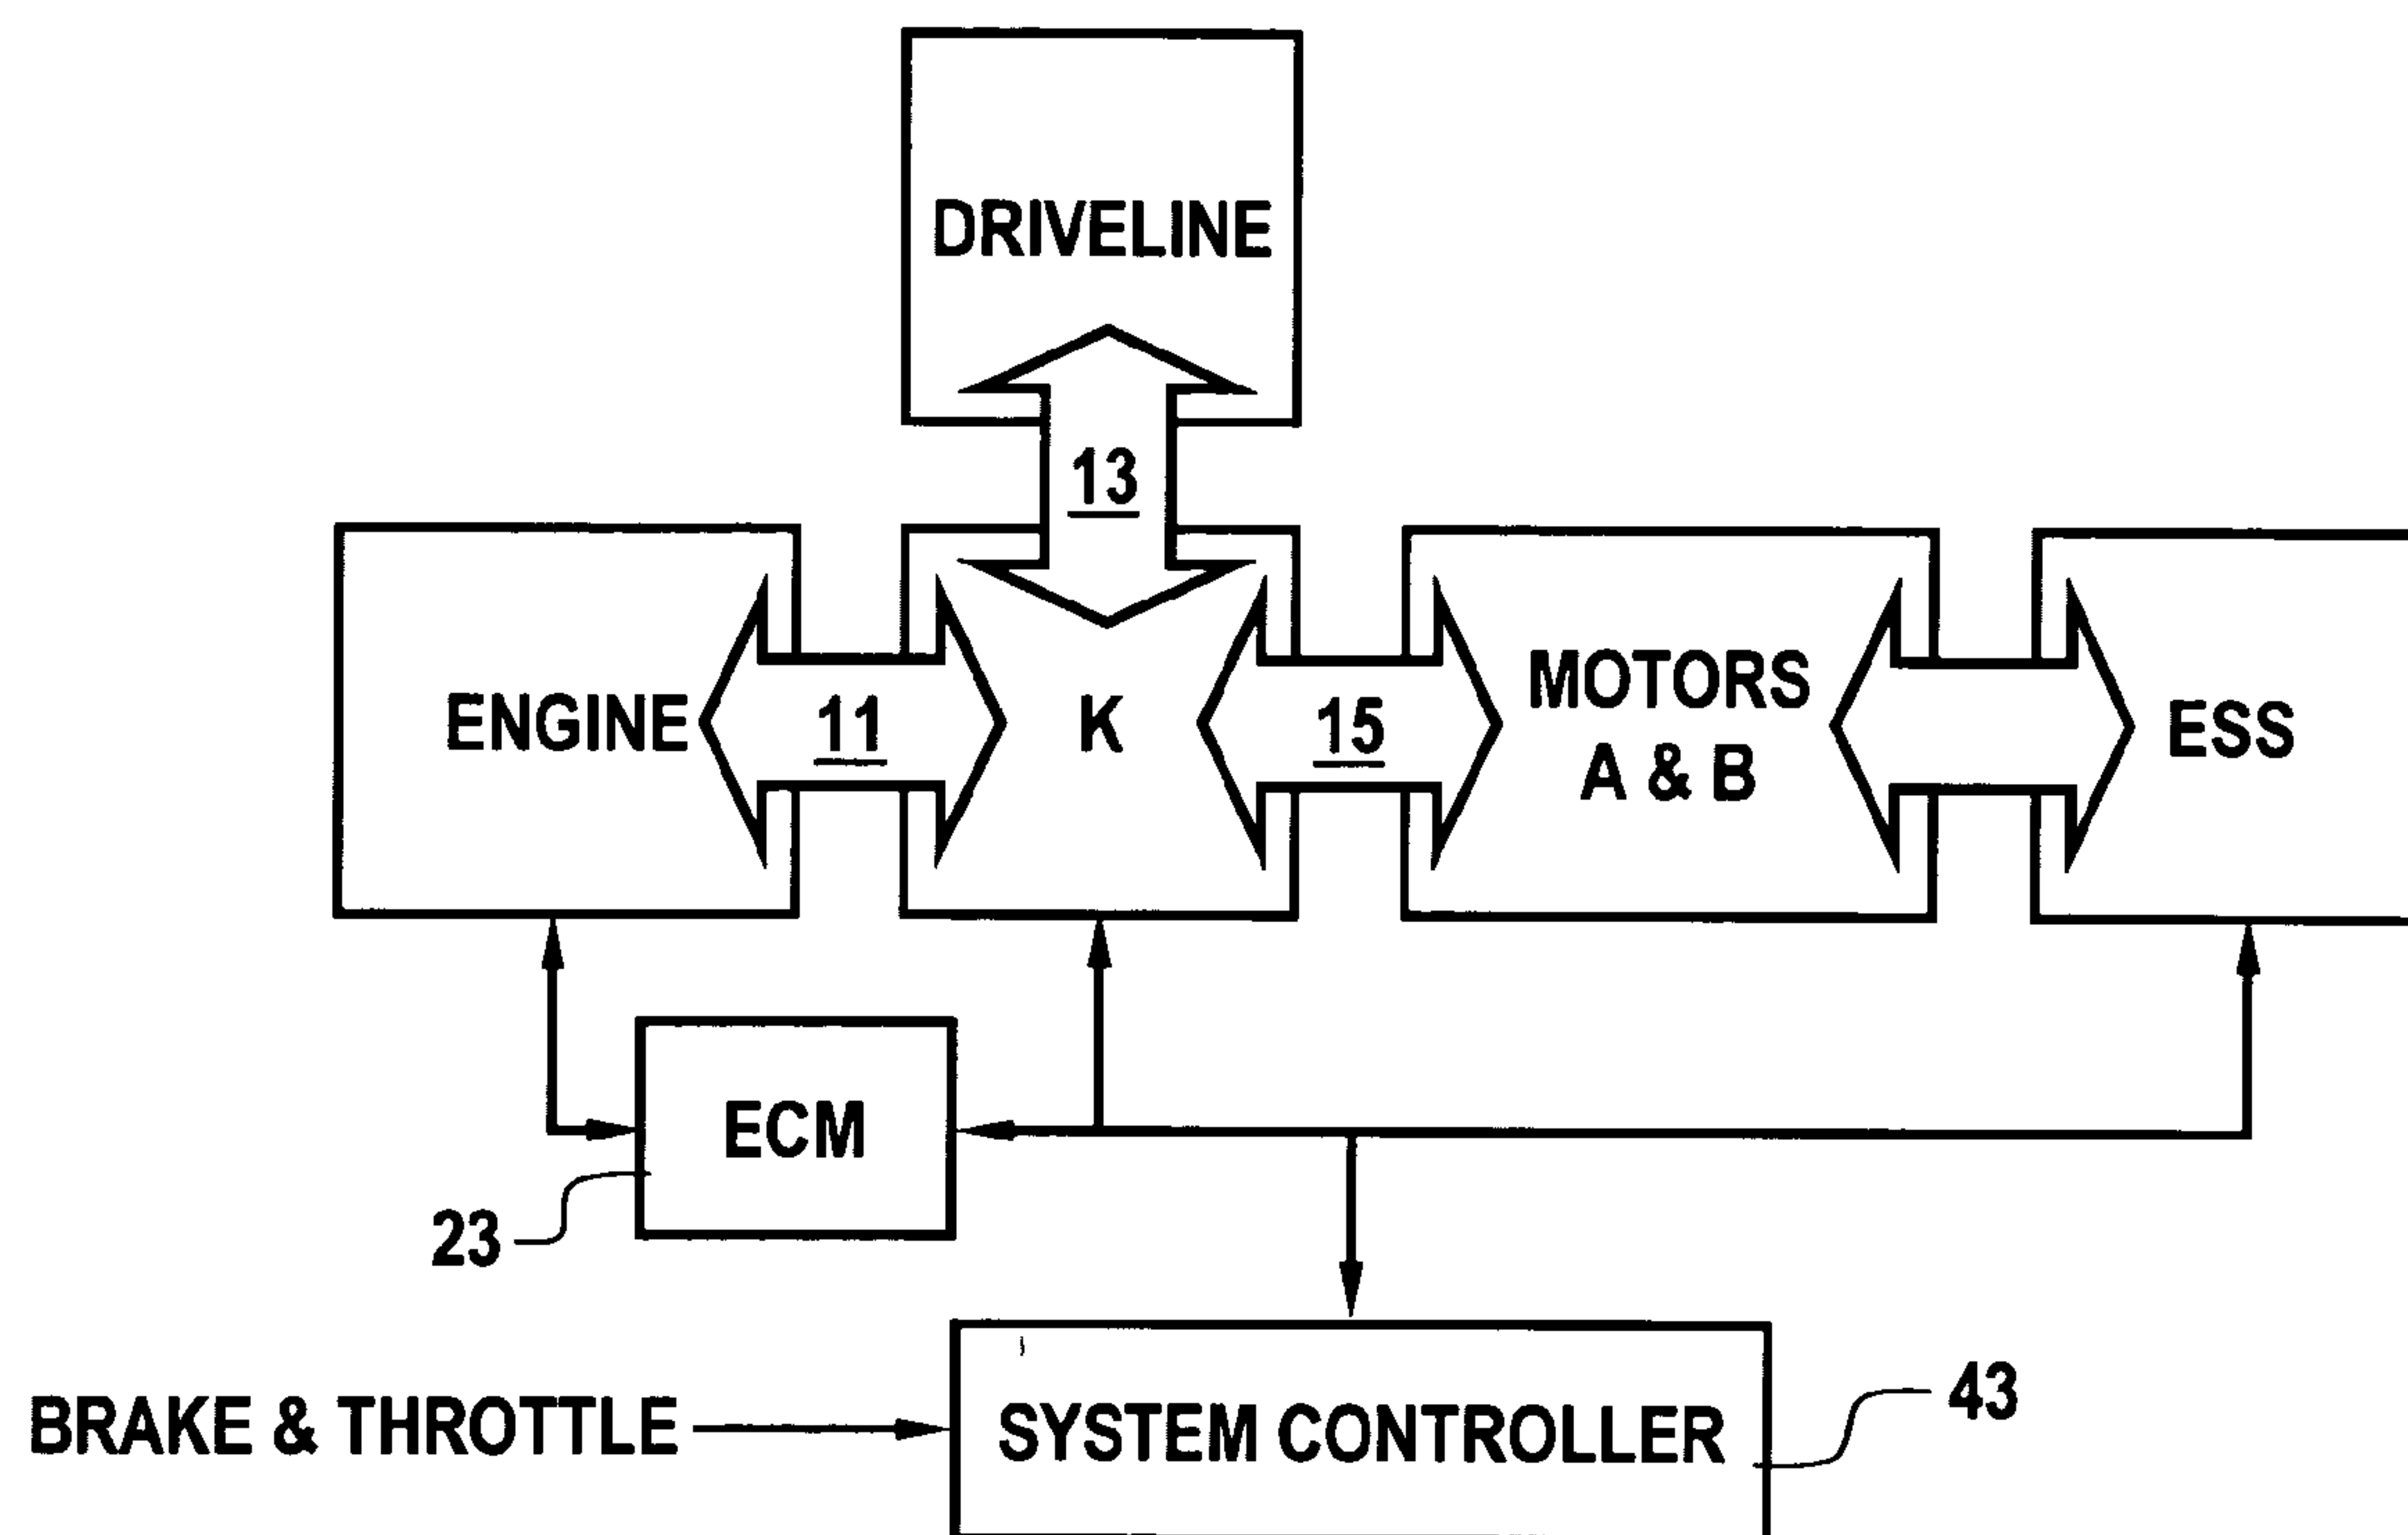 DRIVELINE
13
ENGINE
11
K
15
MOTORS
A & B
ESS
ECM
23
BRAKE & THROTTLE
SYSTEM CONTROLLER
43